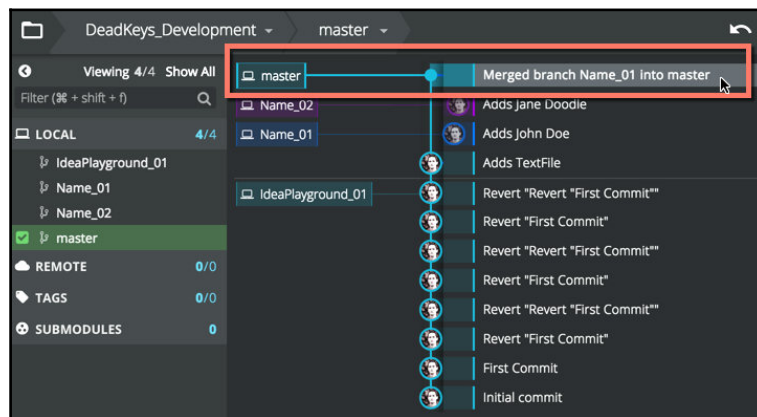 DeadKeys_Development master
Viewing 4/4 Show All
Filter (⌘ + shift + f)
LOCAL 4/4
IdeaPlayground_01
Name_01
Name_02
master
REMOTE 0/0
TAGS 0/0
SUBMODULES 0
master Merged branch Name_01 into master
Name_02 Adds Jane Doodle
Name_01 Adds John Doe
Adds TextFile
IdeaPlayground_01 Revert "Revert "First Commit""
Revert "First Commit"
Revert "Revert "First Commit""
Revert "First Commit"
Revert "Revert "First Commit""
Revert "First Commit"
First Commit
Initial commit